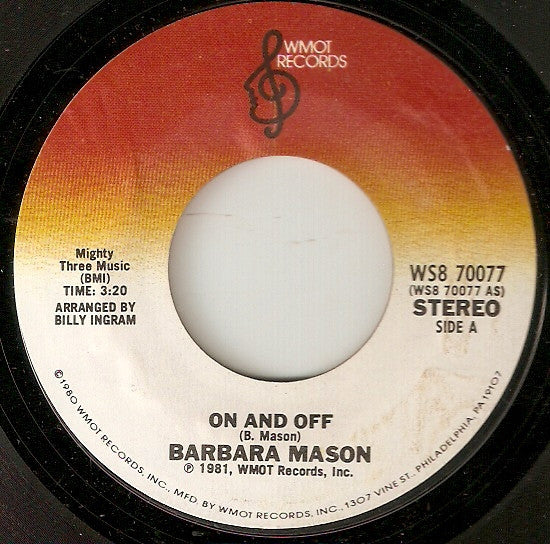 WMOT
RECORDS
Mighty
Three Music
(BMI)
TIME: 3:20
ARRANGED BY
BILLY INGRAM
WS8 70077
(WS8 70077 AS)
STEREO
SIDE A
ON AND OFF
(B. Mason)
BARBARA MASON
℗ 1981, WMOT Records, Inc.
©1980 WMOT RECORDS, INC., MFD. BY WMOT RECORDS, INC., 1307 VINE ST., PHILADELPHIA, PA 19107